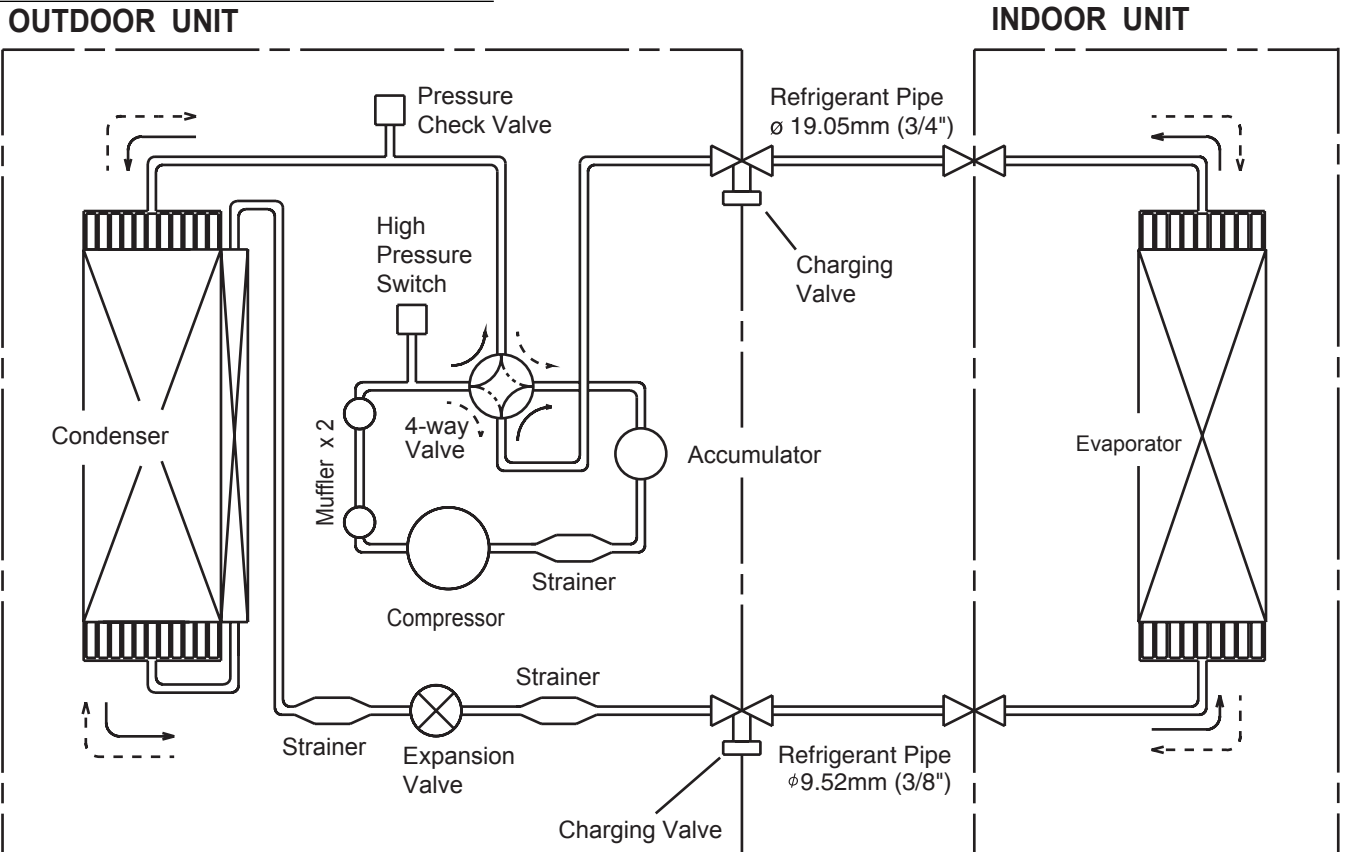 OUTDOOR UNIT
INDOOR UNIT
Pressure
Check Valve
Refrigerant Pipe
ø 19.05mm (3/4")
High
Pressure
Switch
Charging
Valve
Condenser
Muffler x 2
4-way
Valve
Accumulator
Evaporator
Strainer
Compressor
Strainer
Strainer
Expansion
Valve
Refrigerant Pipe
φ9.52mm (3/8")
Charging Valve